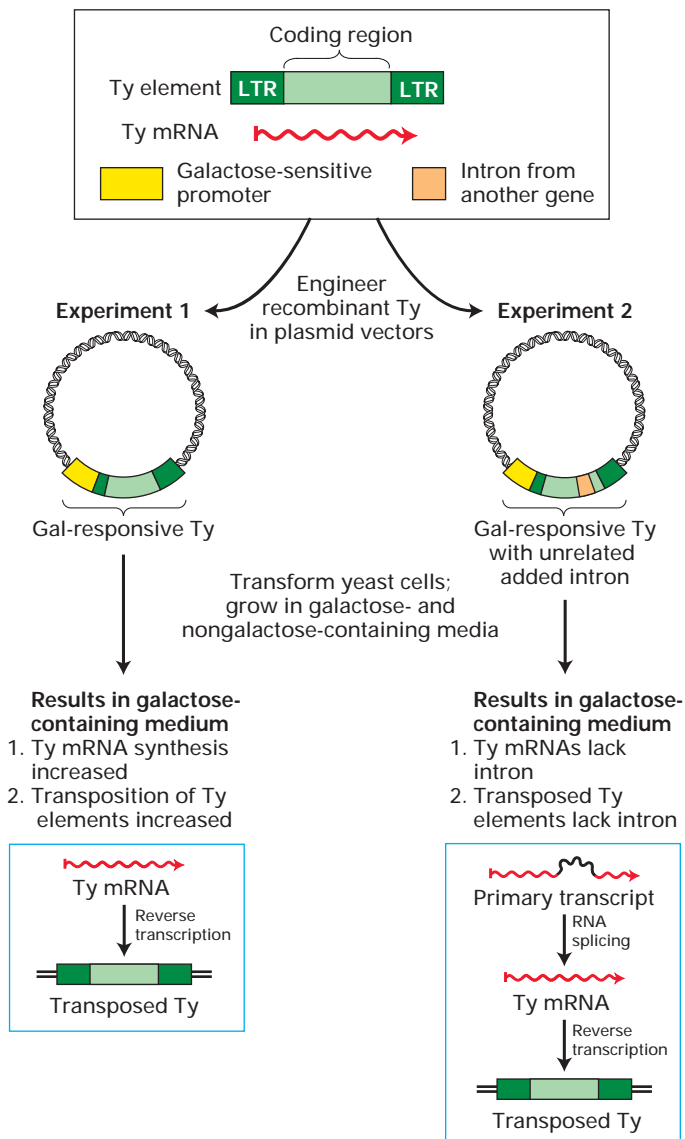 Coding region
Ty element
LTR
LTR
Ty mRNA
Galactose-sensitive
promoter
Intron from
another gene
Engineer
recombinant Ty
in plasmid vectors
Experiment 1
Experiment 2
Gal-responsive Ty
Gal-responsive Ty
with unrelated
added intron
Transform yeast cells;
grow in galactose- and
nongalactose-containing media
Results in galactose-
containing medium
1. Ty mRNA synthesis
increased
2. Transposition of Ty
elements increased
Ty mRNA
Reverse
transcription
Transposed Ty
Results in galactose-
containing medium
1. Ty mRNAs lack
intron
2. Transposed Ty
elements lack intron
Primary transcript
RNA
splicing
Ty mRNA
Reverse
transcription
Transposed Ty